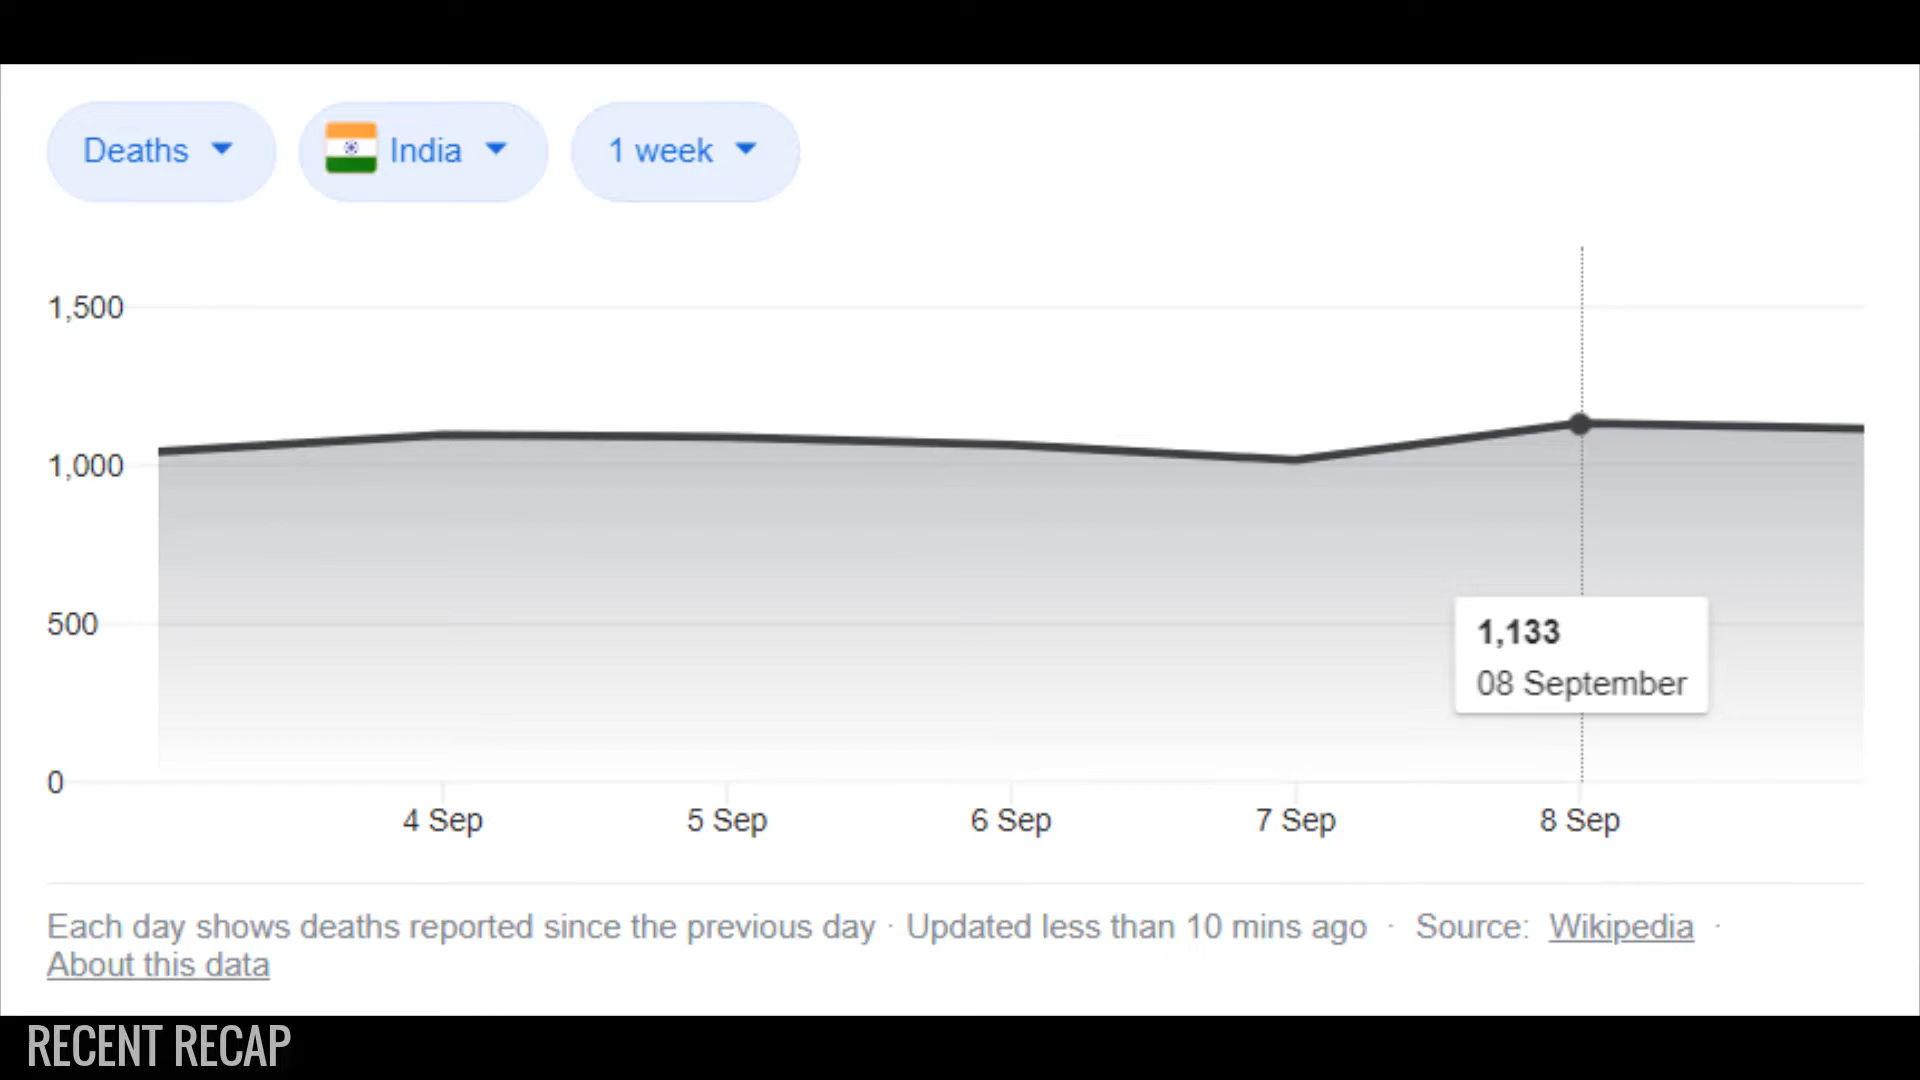 Deaths India 1 week
1,500
1,000
500
0
1,133
08 September
4 Sep 5 Sep 6 Sep 7 Sep 8 Sep
Each day shows deaths reported since the previous day · Updated less than 10 mins ago · Source: Wikipedia ·
About this data
RECENT RECAP